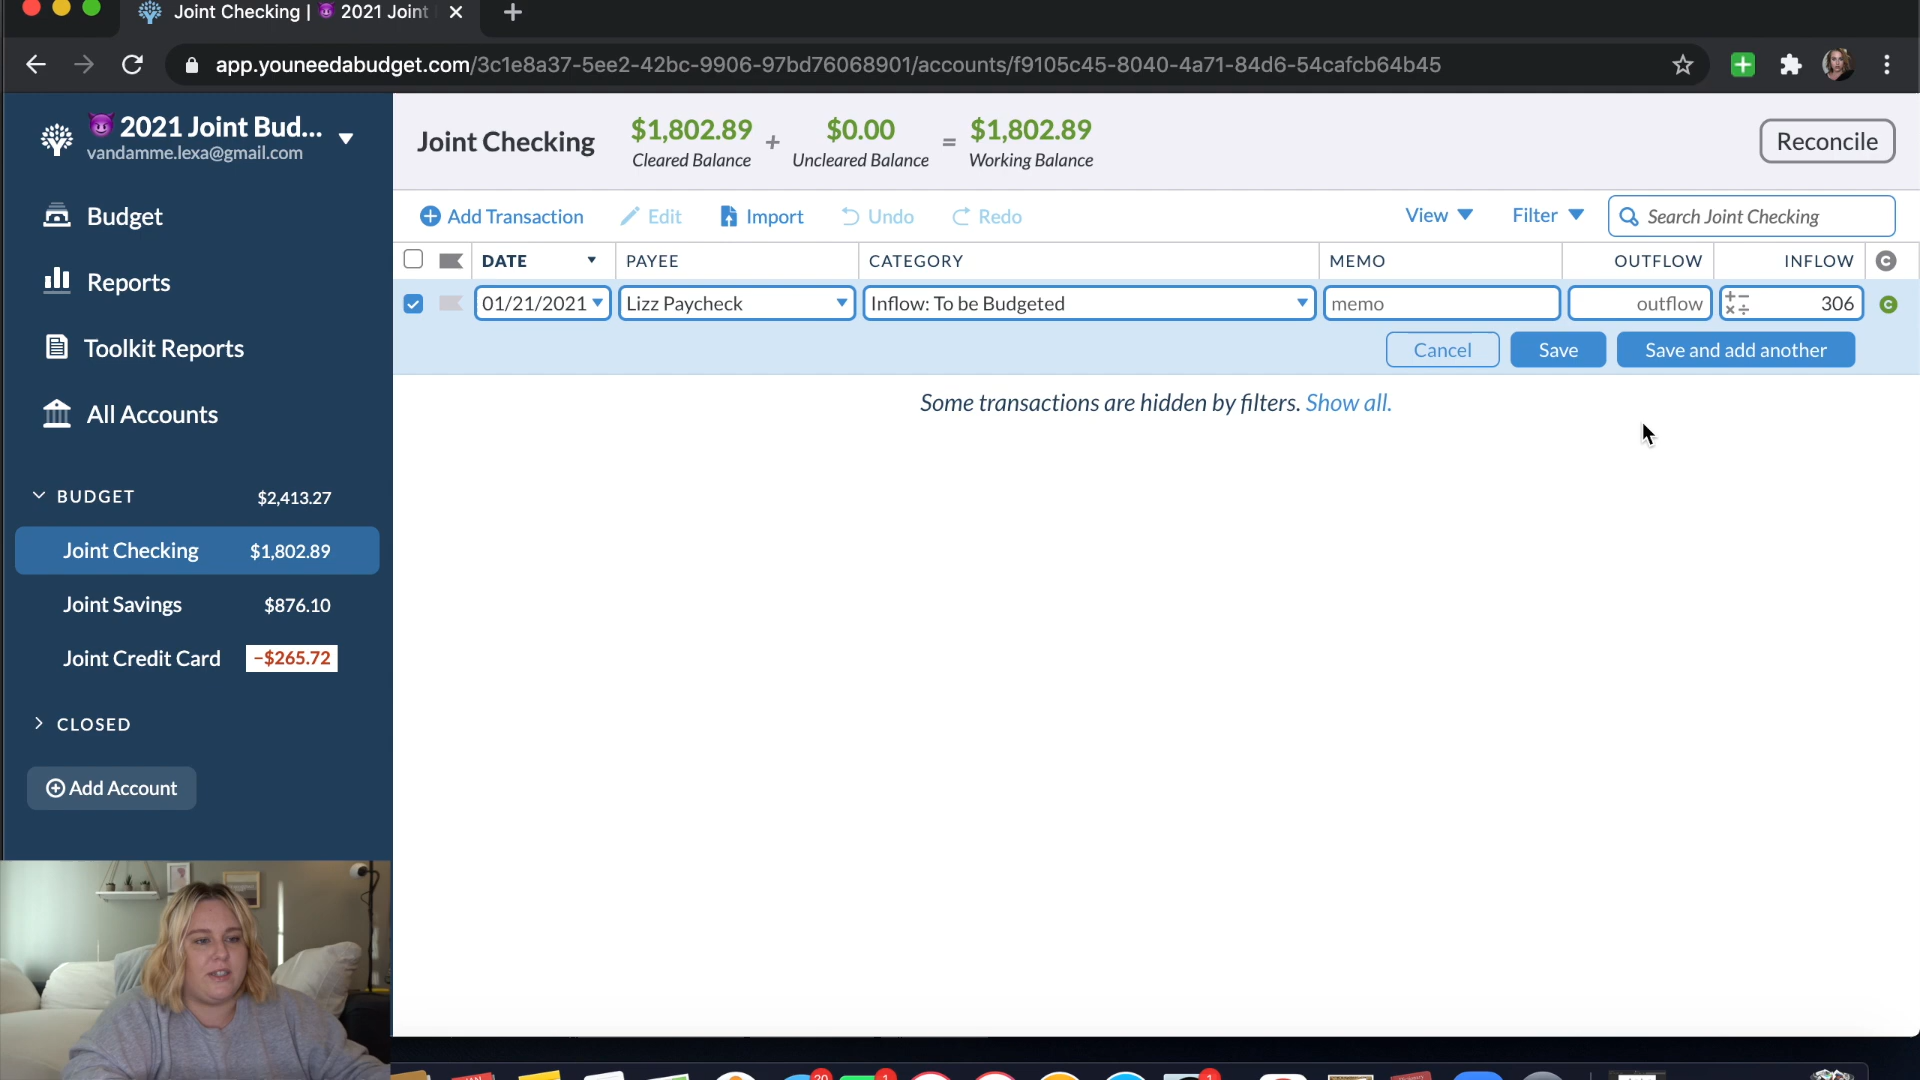 Joint Checking | 😈 2021 Joint
app.youneedabudget.com/3c1e8a37-5ee2-42bc-9906-97bd76068901/accounts/f9105c45-8040-4a71-84d6-54cafcb64b45
😈 2021 Joint Bud...
vandamme.lexa@gmail.com
Budget
Reports
Toolkit Reports
All Accounts
BUDGET $2,413.27
Joint Checking $1,802.89
Joint Savings $876.10
Joint Credit Card -$265.72
CLOSED
Add Account
Joint Checking
$1,802.89 + $0.00 = $1,802.89
Cleared Balance Uncleared Balance Working Balance
Reconcile
Add Transaction Edit Import Undo Redo View Filter Search Joint Checking
DATE PAYEE CATEGORY MEMO OUTFLOW INFLOW C
01/21/2021 Lizz Paycheck Inflow: To be Budgeted memo outflow 306 C
Cancel Save Save and add another
Some transactions are hidden by filters. Show all.
20 1 1